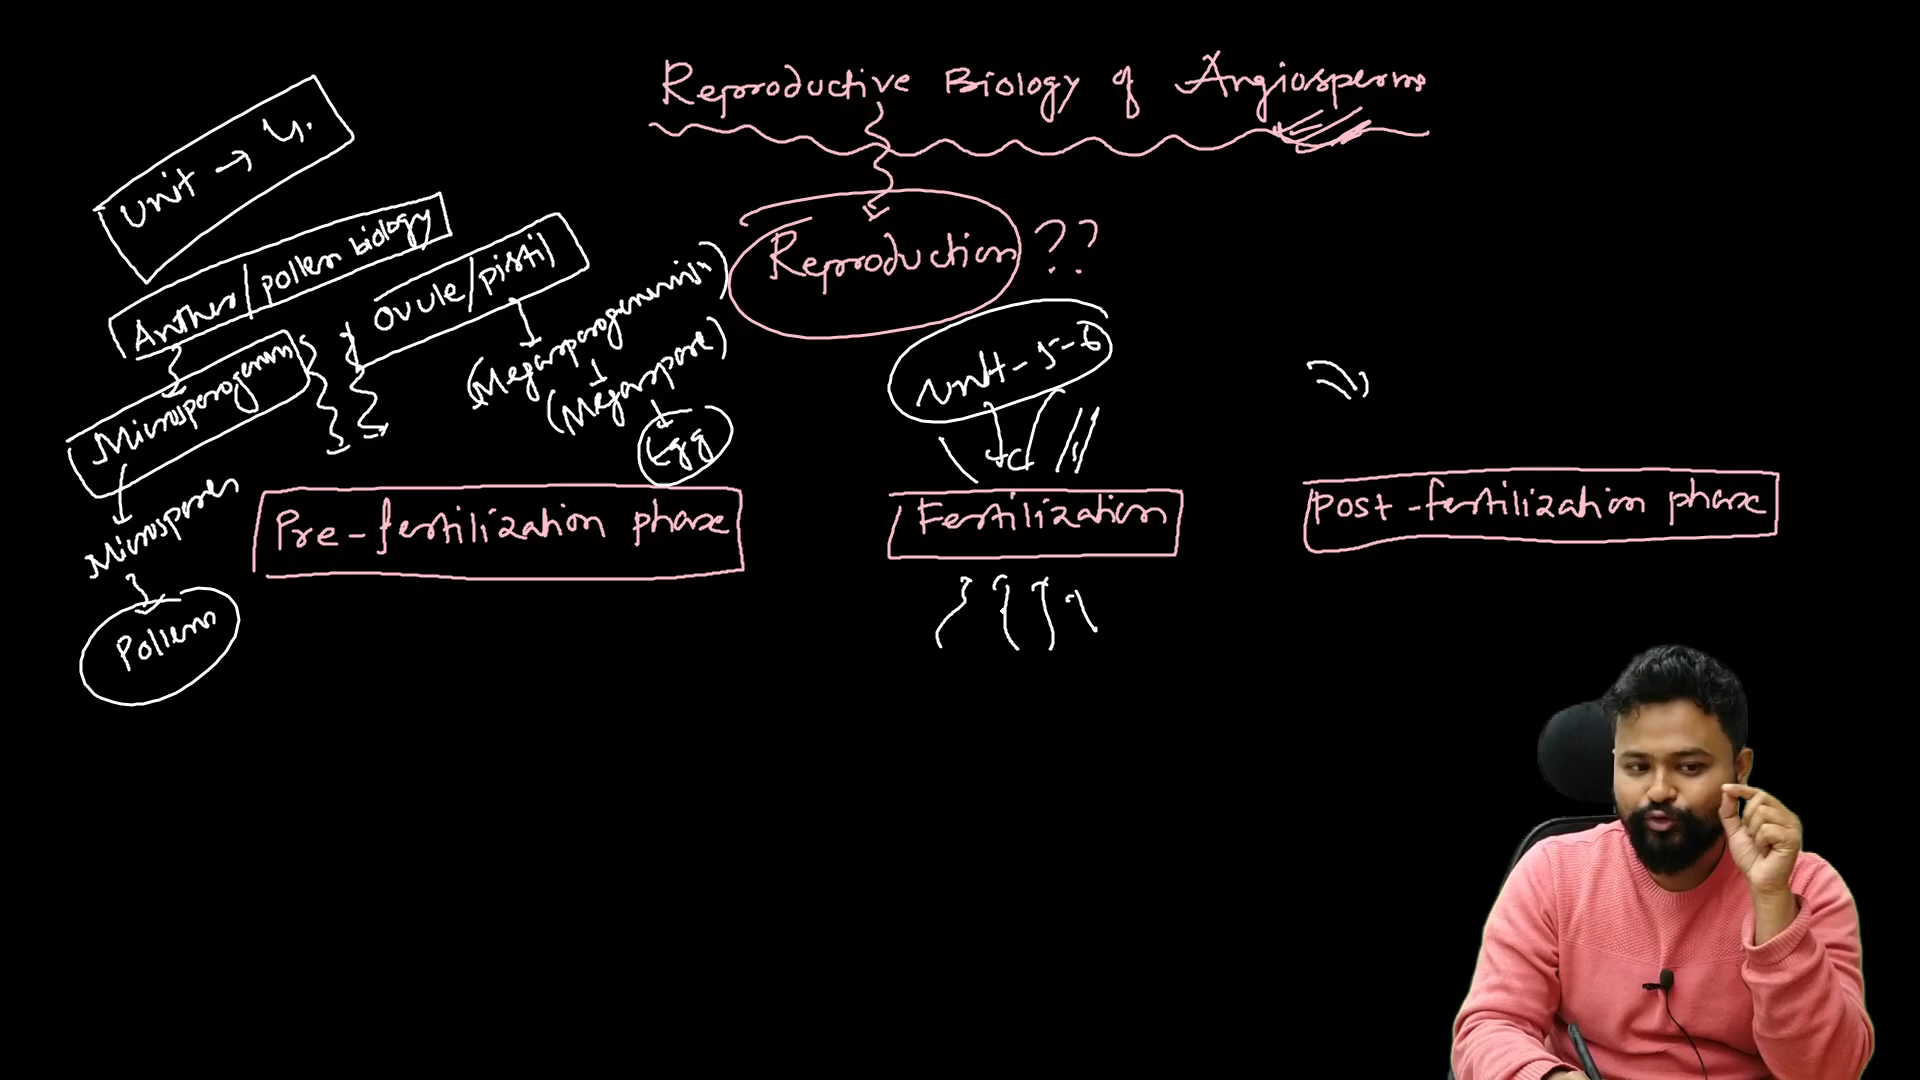 Reproductive Biology of Angiosperms
Unit → 4.
Reproduction ??
Anther/pollen biology
Ovule/pistil
Microsporogenesis
(Megasporogenesis)
(Megaspore)
Egg
Microspores
Pollens
Unit-5-6
Pre-fertilization phase
Fertilization
Post-fertilization phase